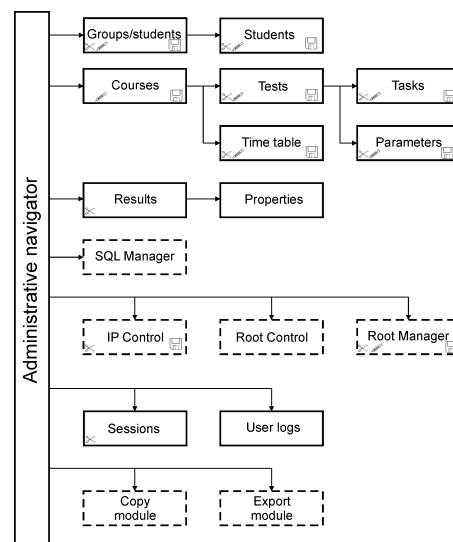 Administrative navigator
Groups/students
Students
Courses
Tests
Tasks
Time table
Parameters
Results
Properties
SQL Manager
IP Control
Root Control
Root Manager
Sessions
User logs
Copy
module
Export
module